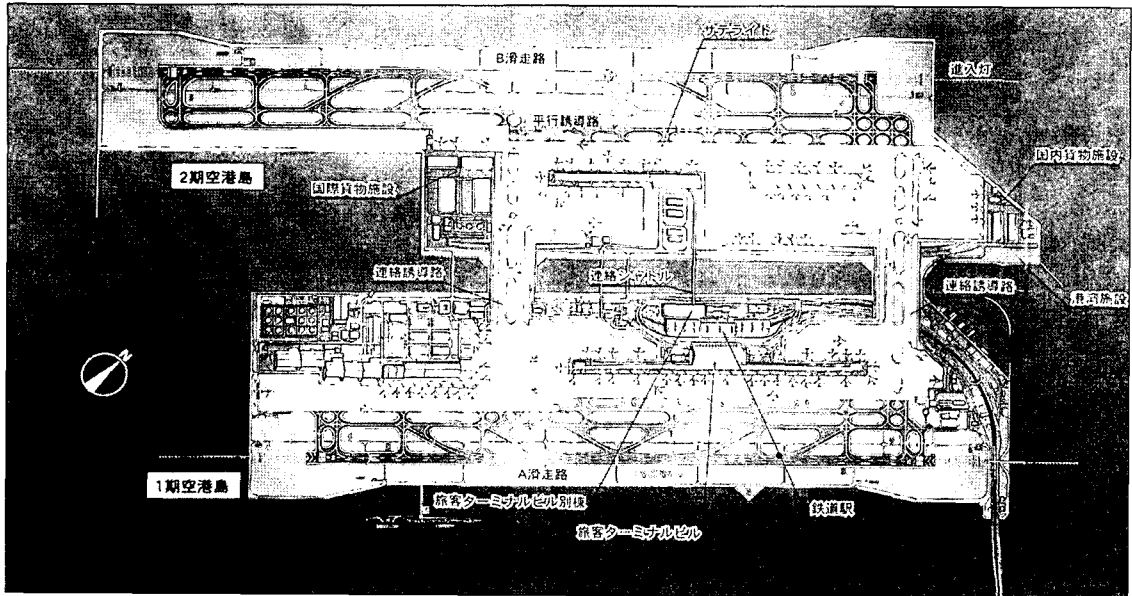 サテライト
B滑走路
進入灯
平行誘導路
国内貨物施設
2期空港島
国際貨物施設
連絡誘導路
連絡シャトル
連絡誘導路
港湾施設
N
A滑走路
1期空港島
旅客ターミナルビル別棟
鉄道駅
旅客ターミナルビル